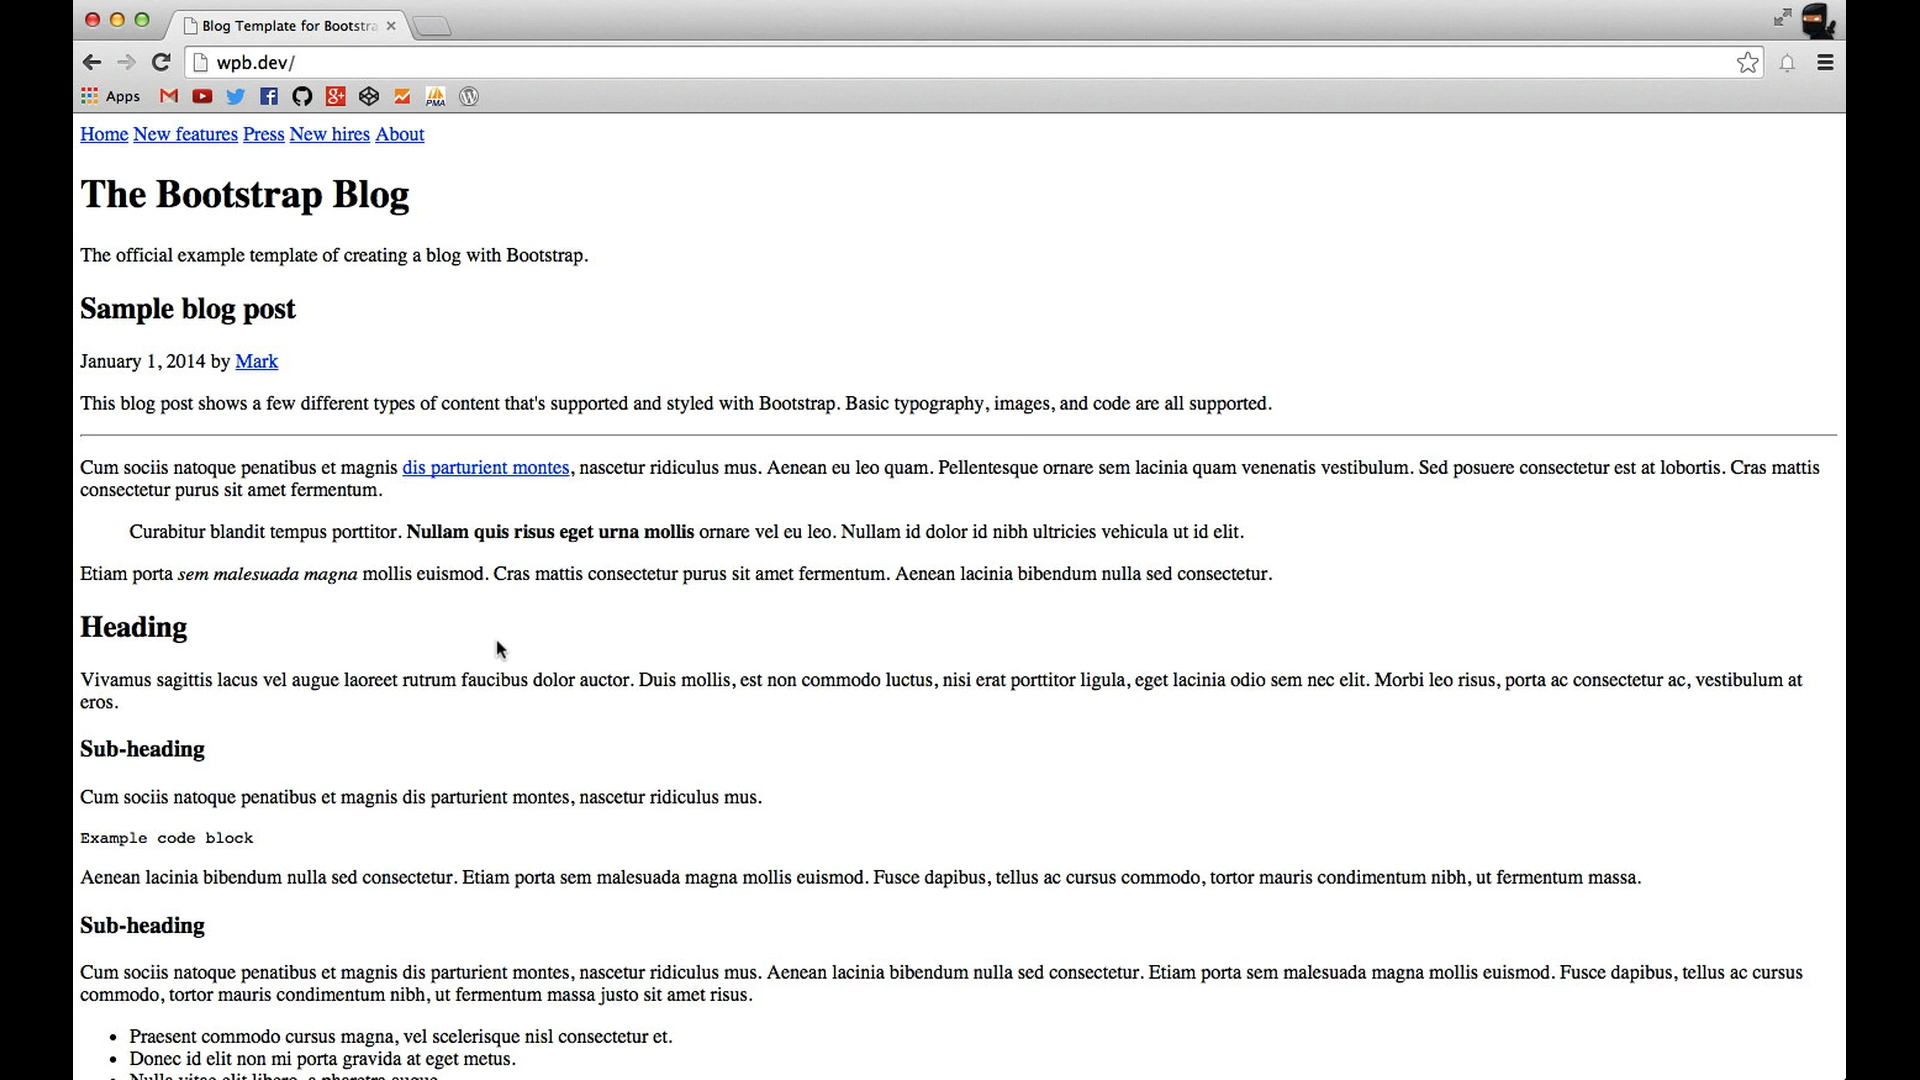 Blog Template for Bootstra
wpb.dev/
Apps
PMA
Home New features Press New hires About
The Bootstrap Blog
The official example template of creating a blog with Bootstrap.
Sample blog post
January 1, 2014 by Mark
This blog post shows a few different types of content that's supported and styled with Bootstrap. Basic typography, images, and code are all supported.
Cum sociis natoque penatibus et magnis dis parturient montes, nascetur ridiculus mus. Aenean eu leo quam. Pellentesque ornare sem lacinia quam venenatis vestibulum. Sed posuere consectetur est at lobortis. Cras mattis
consectetur purus sit amet fermentum.
Curabitur blandit tempus porttitor. Nullam quis risus eget urna mollis ornare vel eu leo. Nullam id dolor id nibh ultricies vehicula ut id elit.
Etiam porta sem malesuada magna mollis euismod. Cras mattis consectetur purus sit amet fermentum. Aenean lacinia bibendum nulla sed consectetur.
Heading
Vivamus sagittis lacus vel augue laoreet rutrum faucibus dolor auctor. Duis mollis, est non commodo luctus, nisi erat porttitor ligula, eget lacinia odio sem nec elit. Morbi leo risus, porta ac consectetur ac, vestibulum at
eros.
Sub-heading
Cum sociis natoque penatibus et magnis dis parturient montes, nascetur ridiculus mus.
Example code block
Aenean lacinia bibendum nulla sed consectetur. Etiam porta sem malesuada magna mollis euismod. Fusce dapibus, tellus ac cursus commodo, tortor mauris condimentum nibh, ut fermentum massa.
Sub-heading
Cum sociis natoque penatibus et magnis dis parturient montes, nascetur ridiculus mus. Aenean lacinia bibendum nulla sed consectetur. Etiam porta sem malesuada magna mollis euismod. Fusce dapibus, tellus ac cursus
commodo, tortor mauris condimentum nibh, ut fermentum massa justo sit amet risus.
Praesent commodo cursus magna, vel scelerisque nisl consectetur et.
Donec id elit non mi porta gravida at eget metus.
Nulla vitae elit libero, a pharetra augue.